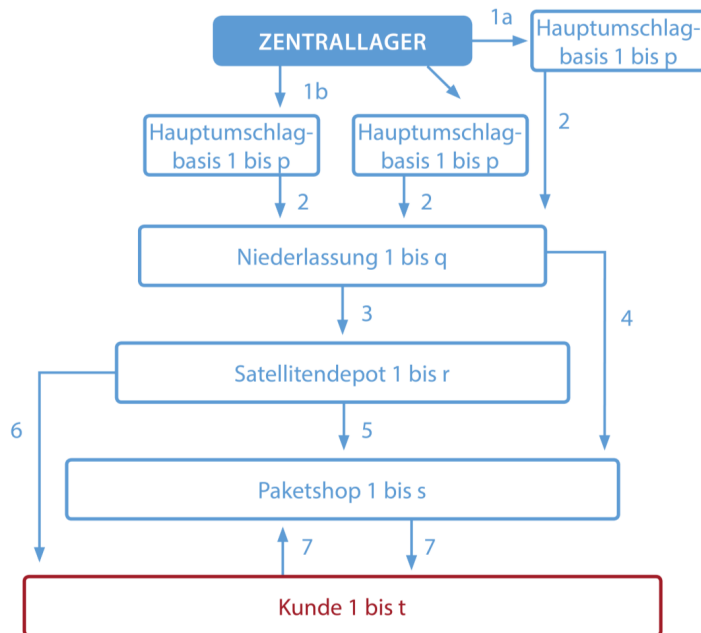 1a
ZENTRALLAGER
Hauptumschlag-
basis 1 bis p
1b
2
Hauptumschlag-
basis 1 bis p
Hauptumschlag-
basis 1 bis p
2
2
Niederlassung 1 bis q
3
4
Satellitendepot 1 bis r
6
5
Paketshop 1 bis s
7
7
Kunde 1 bis t